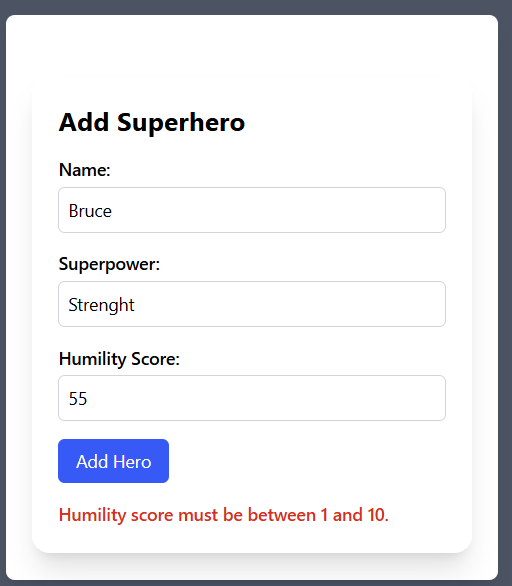 Add Superhero
Name:
Bruce
Superpower:
Strenght
Humility Score:
55
Add Hero
Humility score must be between 1 and 10.